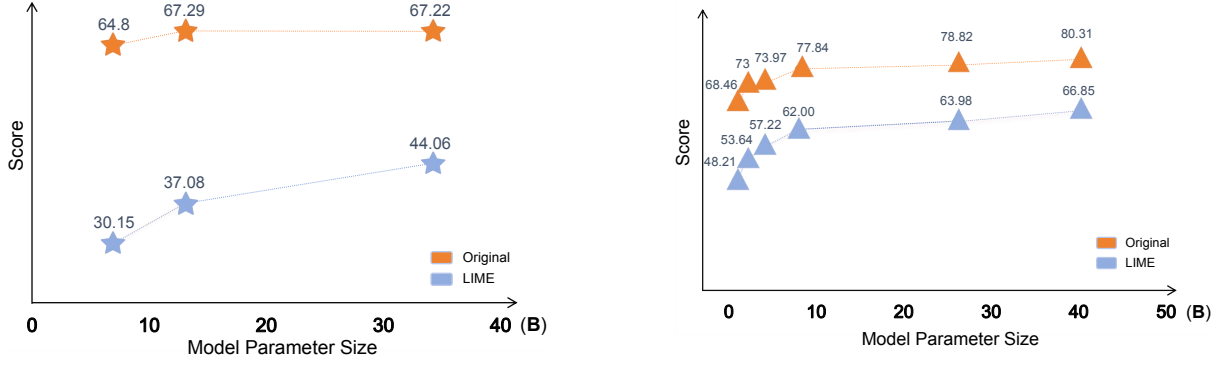 64.8
67.29
67.22
44.06
37.08
30.15
Score
Original
LIME
0 10 20 30 40 (B)
Model Parameter Size
80.31
78.82
77.84
73.97
73
68.46
66.85
63.98
62.00
57.22
53.64
48.21
Score
Original
LIME
0 10 20 30 40 50 (B)
Model Parameter Size